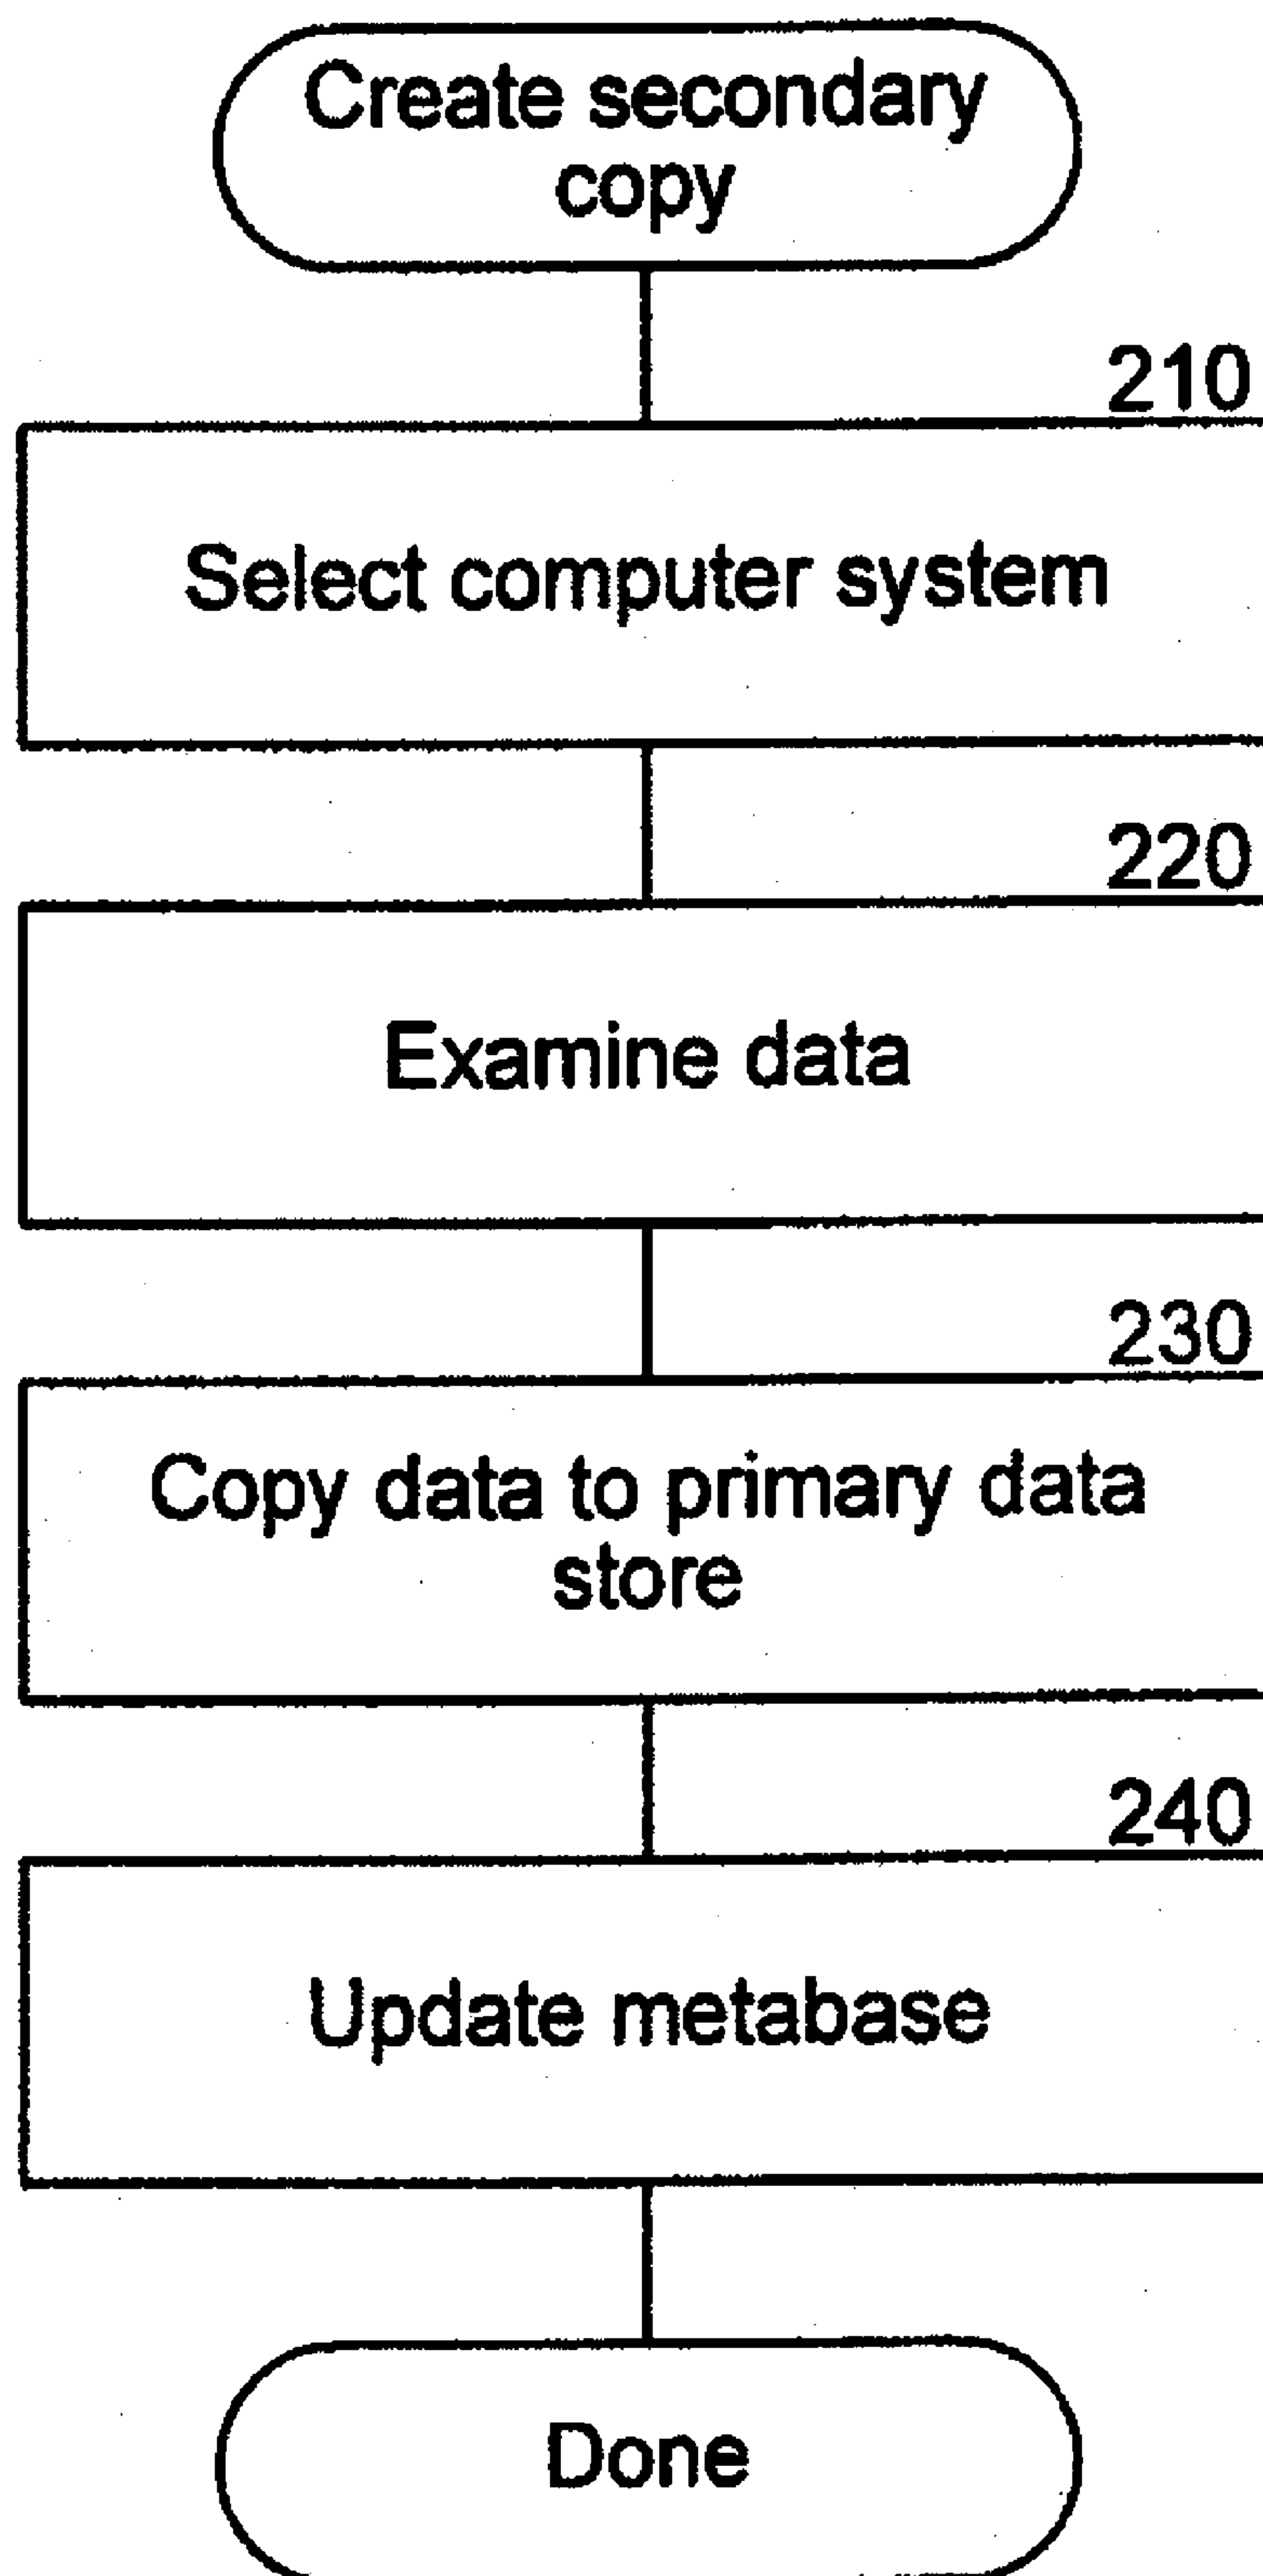 Create secondary
copy
210
Select computer system
220
Examine data
230
Copy data to primary data
store
240
Update metabase
Done